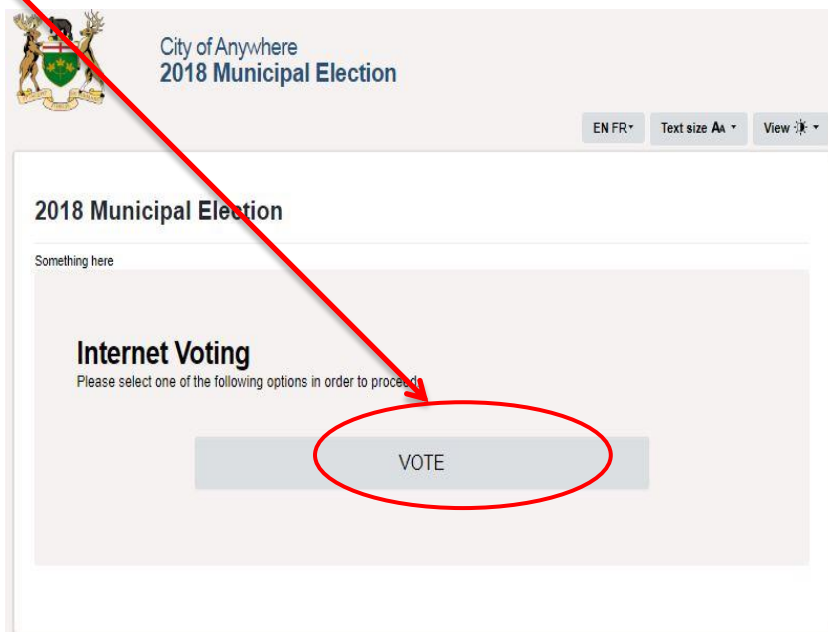 City of Anywhere
2018 Municipal Election
EN FR
Text size AA
View
2018 Municipal Election
Something here
Internet Voting
Please select one of the following options in order to proceed
VOTE